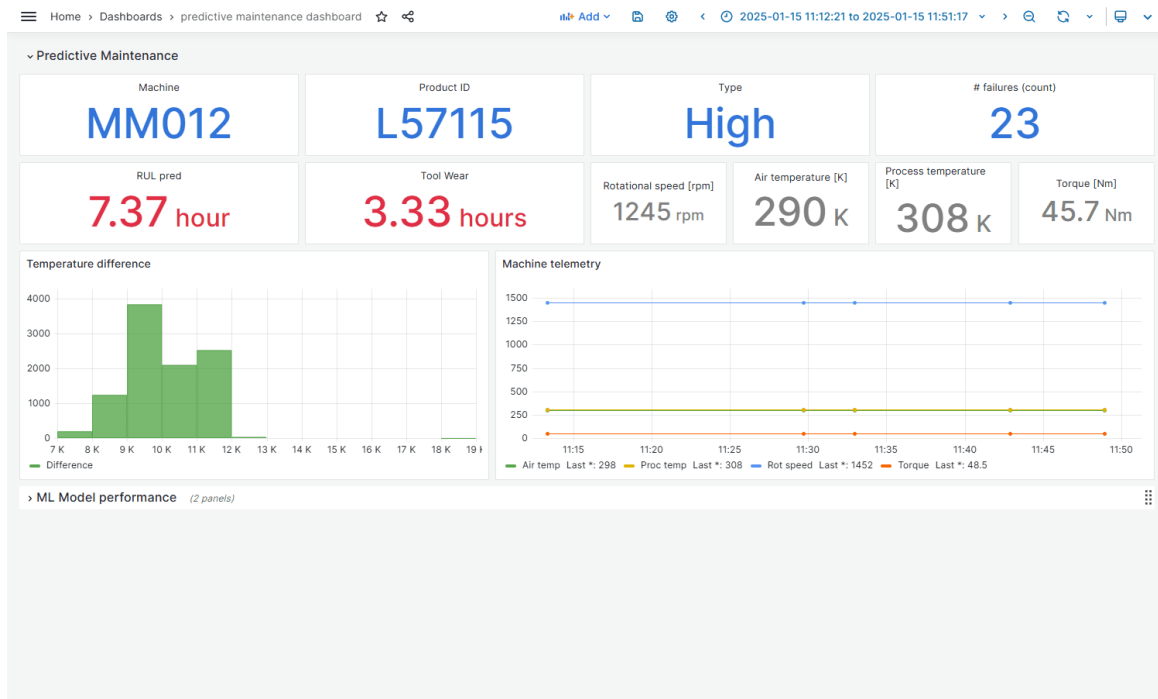 Home › Dashboards › predictive maintenance dashboard Add 2025-01-15 11:12:21 to 2025-01-15 11:51:17
Predictive Maintenance
Machine
MM012
Product ID
L57115
Type
High
# failures (count)
23
RUL pred
7.37 hour
Tool Wear
3.33 hours
Rotational speed [rpm]
1245 rpm
Air temperature [K]
290 K
Process temperature
[K]
308 K
Torque [Nm]
45.7 Nm
Temperature difference
4000
3000
2000
1000
0
7 K 8 K 9 K 10 K 11 K 12 K 13 K 14 K 15 K 16 K 17 K 18 K 19 K
Difference
Machine telemetry
1500
1250
1000
750
500
250
0
11:15 11:20 11:25 11:30 11:35 11:40 11:45 11:50
Air temp Last *: 298 Proc temp Last *: 308 Rot speed Last *: 1452 Torque Last *: 48.5
ML Model performance (2 panels)